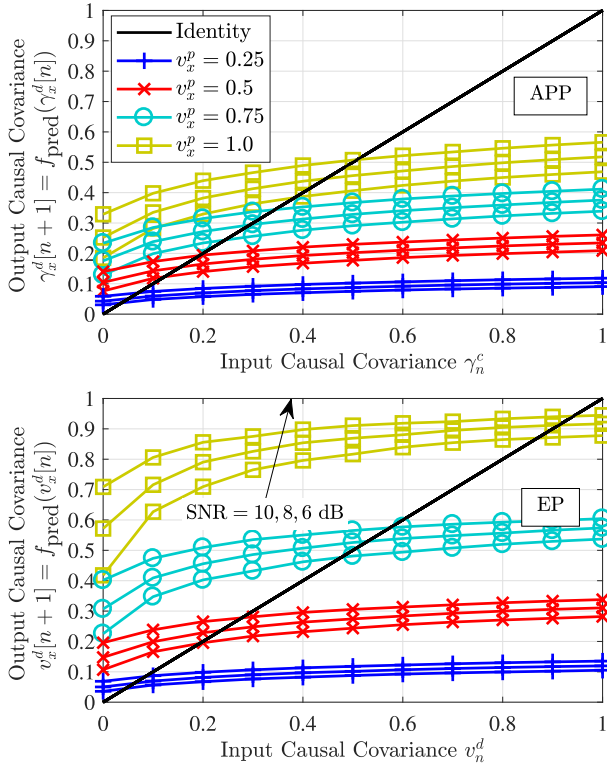 1
0.9
0.8
0.7
0.6
0.5
0.4
0.3
0.2
0.1
0
Output Causal Covariance
γ_x^d[n + 1] = f_pred(γ_x^d[n])
Identity
v_x^p = 0.25
v_x^p = 0.5
v_x^p = 0.75
v_x^p = 1.0
APP
0 0.2 0.4 0.6 0.8 1
Input Causal Covariance γ_n^c
1
0.9
0.8
0.7
0.6
0.5
0.4
0.3
0.2
0.1
0
Output Causal Covariance
v_x^d[n + 1] = f_pred(v_x^d[n])
SNR = 10, 8, 6 dB
EP
0 0.2 0.4 0.6 0.8 1
Input Causal Covariance v_n^d